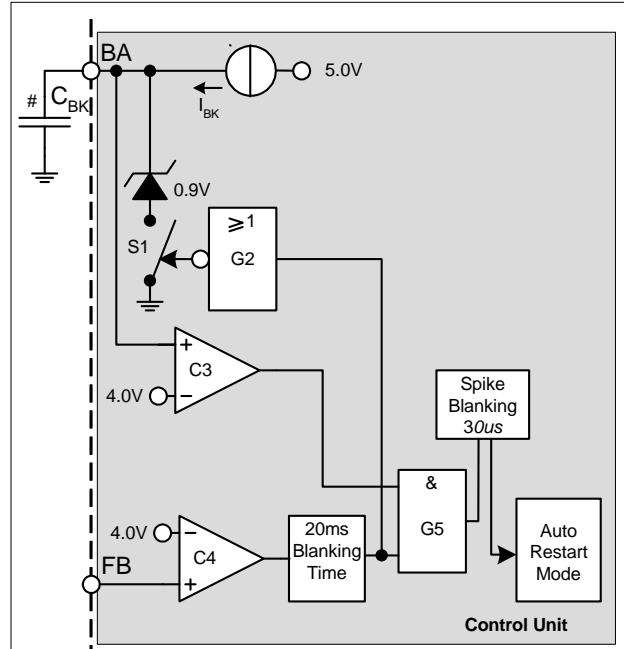 BA
5.0V
# C_BK
I_BK
0.9V
S1
≥1
G2
+
C3
4.0V
−
Spike
Blanking
30us
&
G5
4.0V
−
C4
20ms
Blanking
Time
FB
+
Auto
Restart
Mode
Control Unit